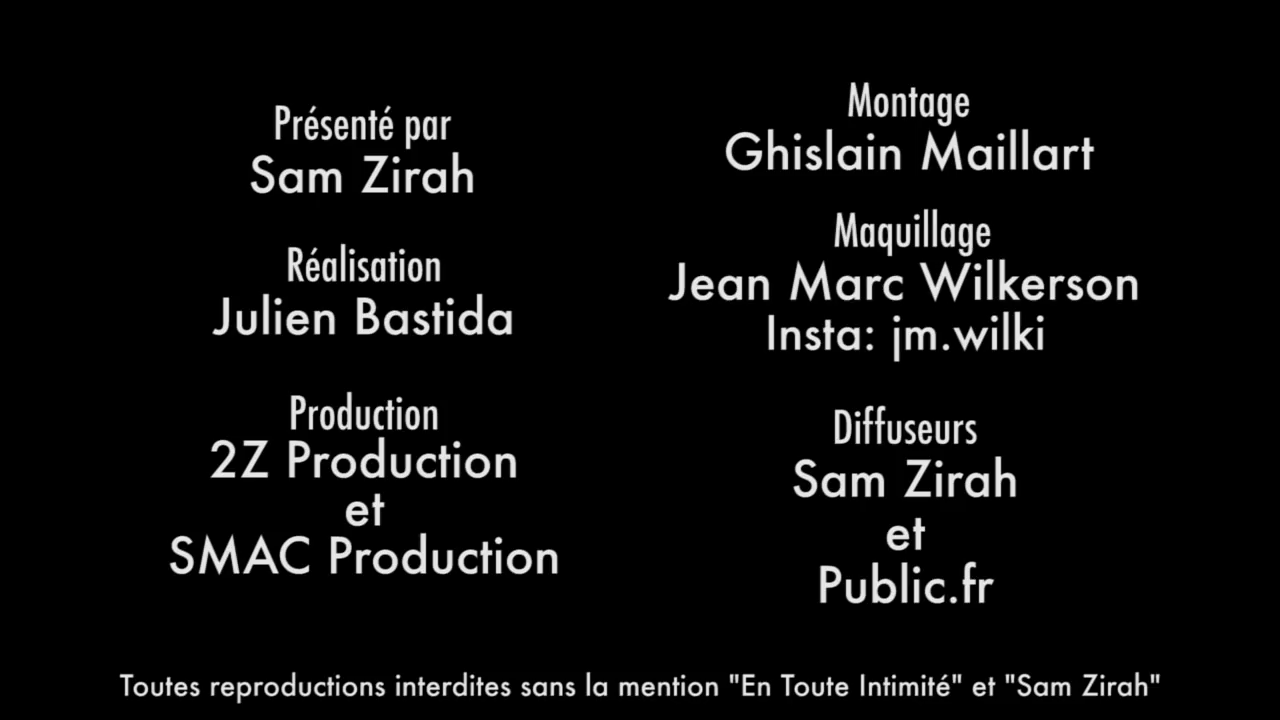 Présenté par
Sam Zirah
Réalisation
Julien Bastida
Production
2Z Production
et
SMAC Production
Montage
Ghislain Maillart
Maquillage
Jean Marc Wilkerson
Insta: jm.wilki
Diffuseurs
Sam Zirah
et
Public.fr
Toutes reproductions interdites sans la mention "En Toute Intimité" et "Sam Zirah"